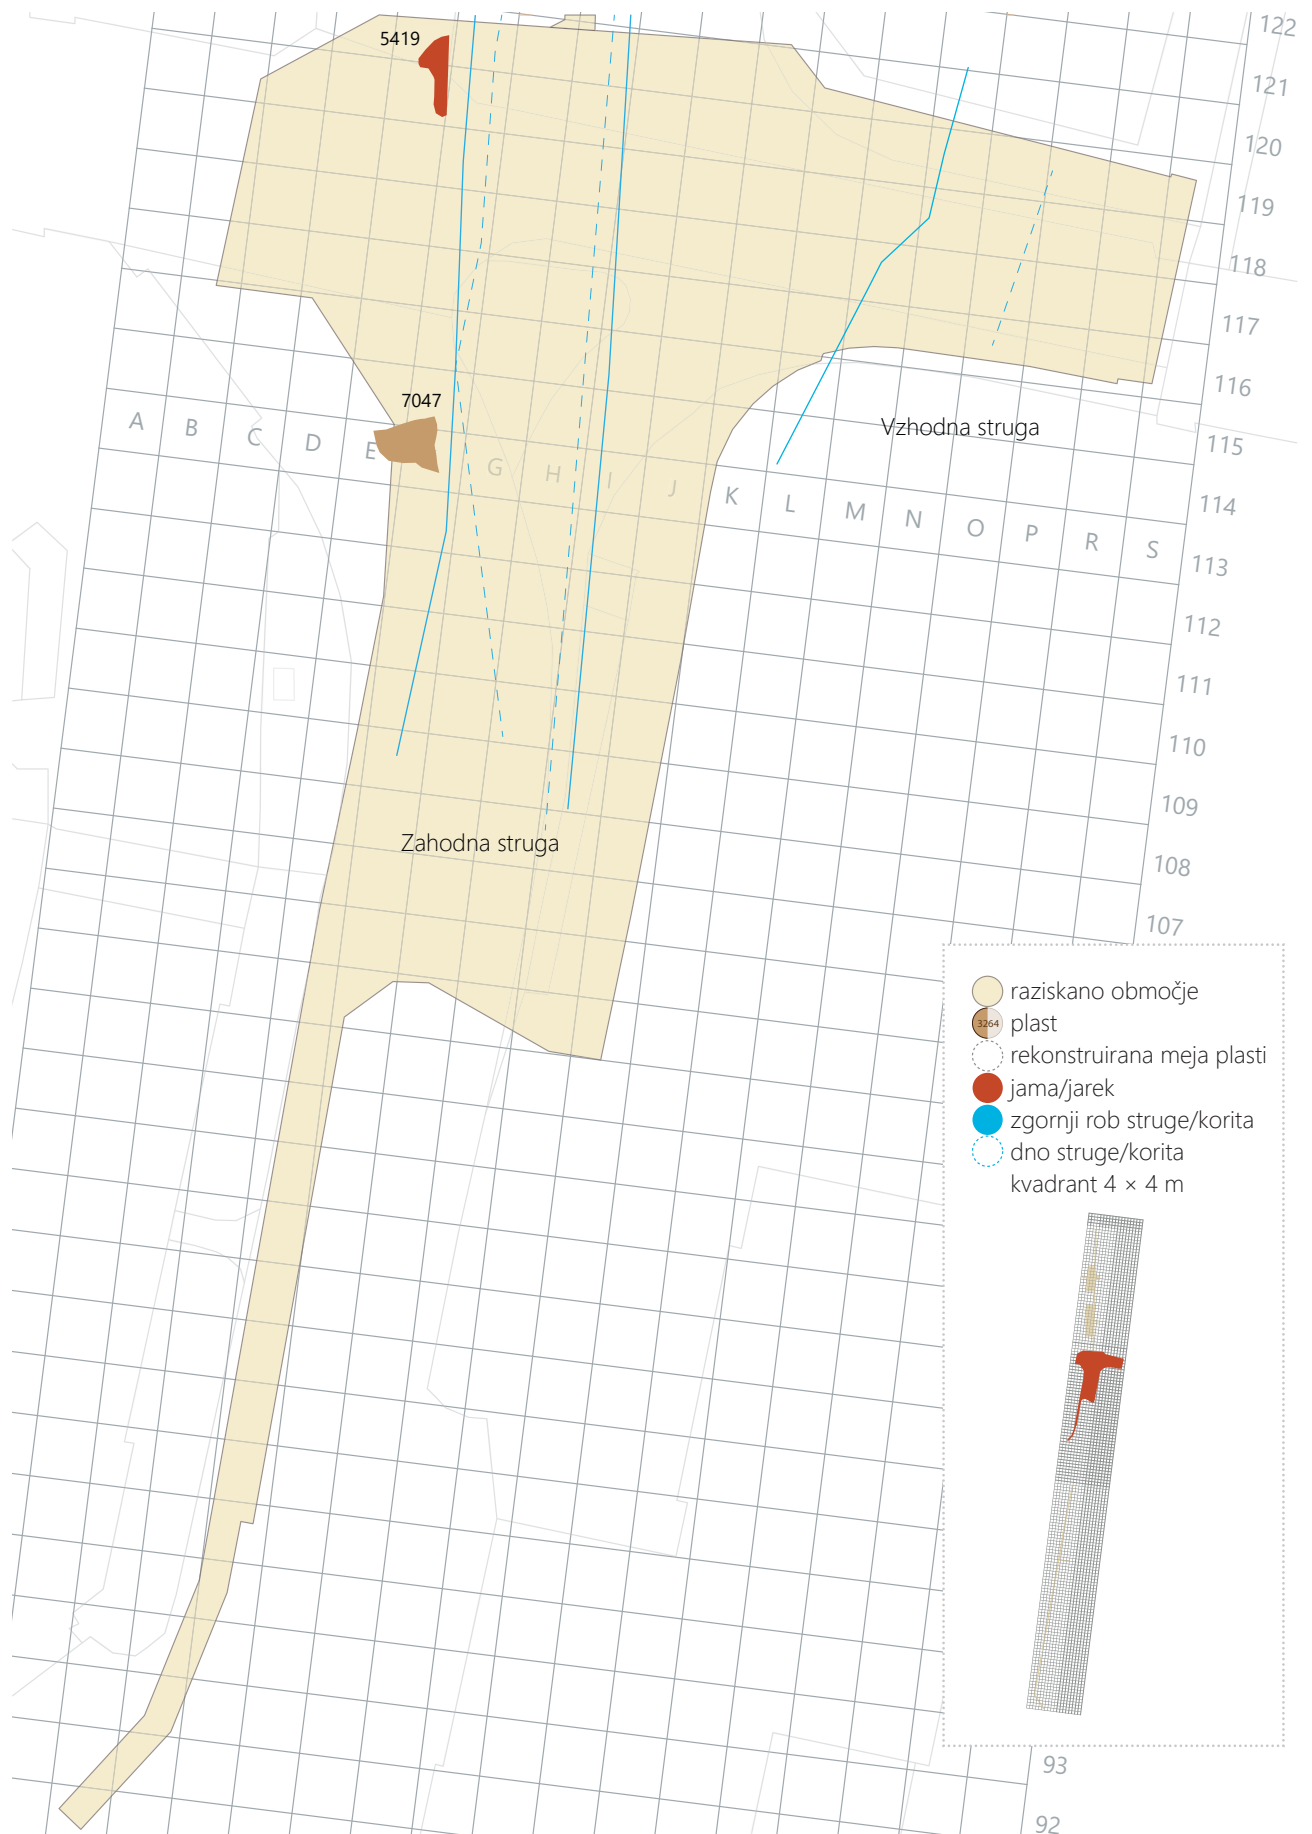 122
5419
121
120
119
118
117
116
7047
A B C D E G H I J K L M N O P R S
Vzhodna struga
115
114
113
112
111
110
109
Zahodna struga
108
107
raziskano območje
3264 plast
rekonstruirana meja plasti
jama/jarek
zgornji rob struge/korita
dno struge/korita
kvadrant 4 × 4 m
93
92